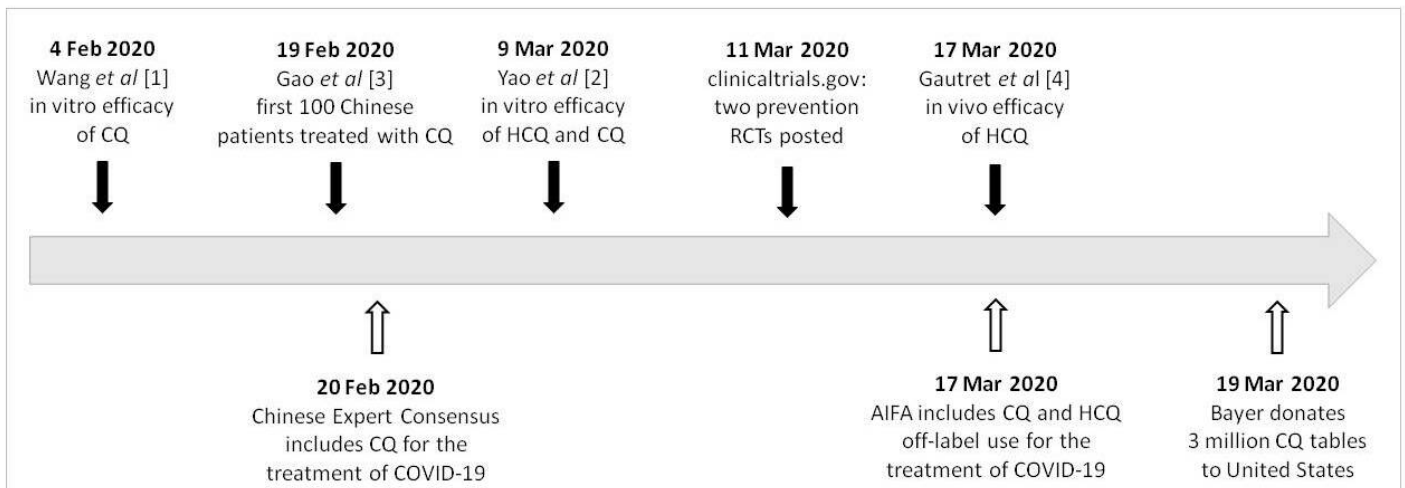 4 Feb 2020
Wang et al [1]
in vitro efficacy
of CQ
19 Feb 2020
Gao et al [3]
first 100 Chinese
patients treated with CQ
9 Mar 2020
Yao et al [2]
in vitro efficacy
of HCQ and CQ
11 Mar 2020
clinicaltrials.gov:
two prevention
RCTs posted
17 Mar 2020
Gautret et al [4]
in vivo efficacy
of HCQ
20 Feb 2020
Chinese Expert Consensus
includes CQ for the
treatment of COVID-19
17 Mar 2020
AIFA includes CQ and HCQ
off-label use for the
treatment of COVID-19
19 Mar 2020
Bayer donates
3 million CQ tables
to United States